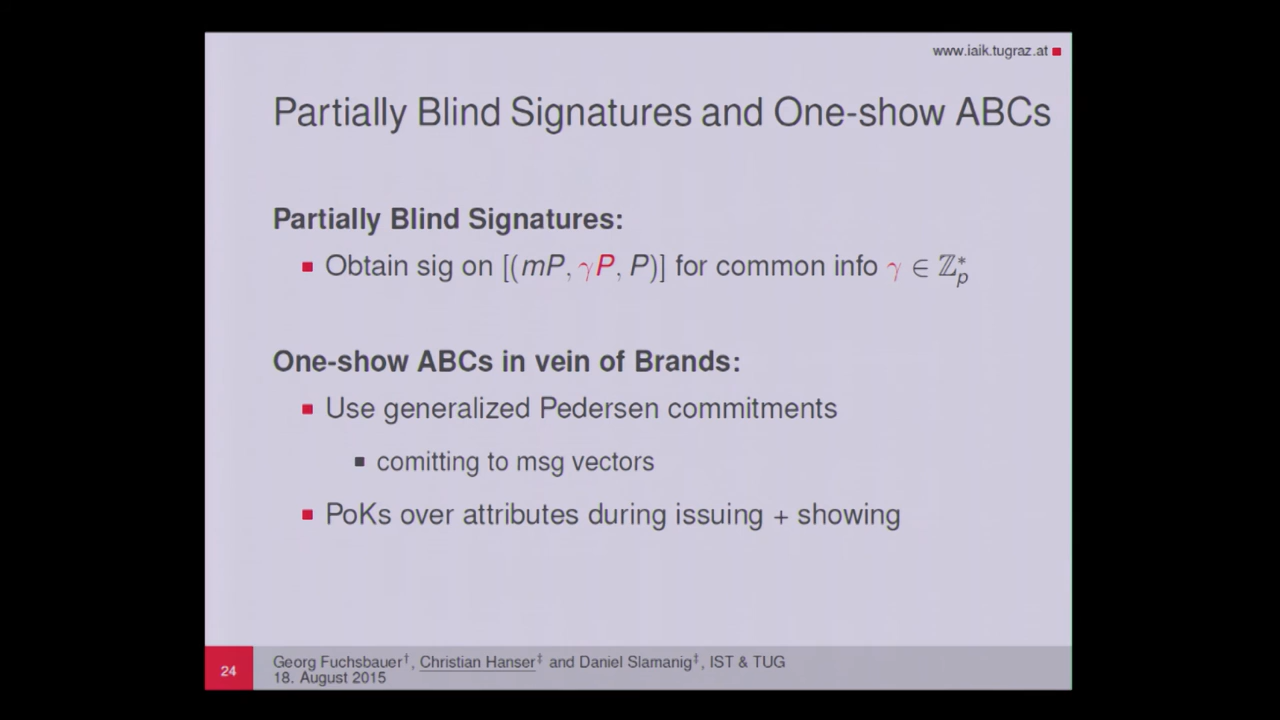 www.iaik.tugraz.at
Partially Blind Signatures and One-show ABCs
Partially Blind Signatures:
Obtain sig on [(mP, γP, P)] for common info γ ∈ ℤ*ₚ
One-show ABCs in vein of Brands:
Use generalized Pedersen commitments
comitting to msg vectors
PoKs over attributes during issuing + showing
24
Georg Fuchsbauer†, Christian Hanser‡ and Daniel Slamanig‡, IST & TUG
18. August 2015